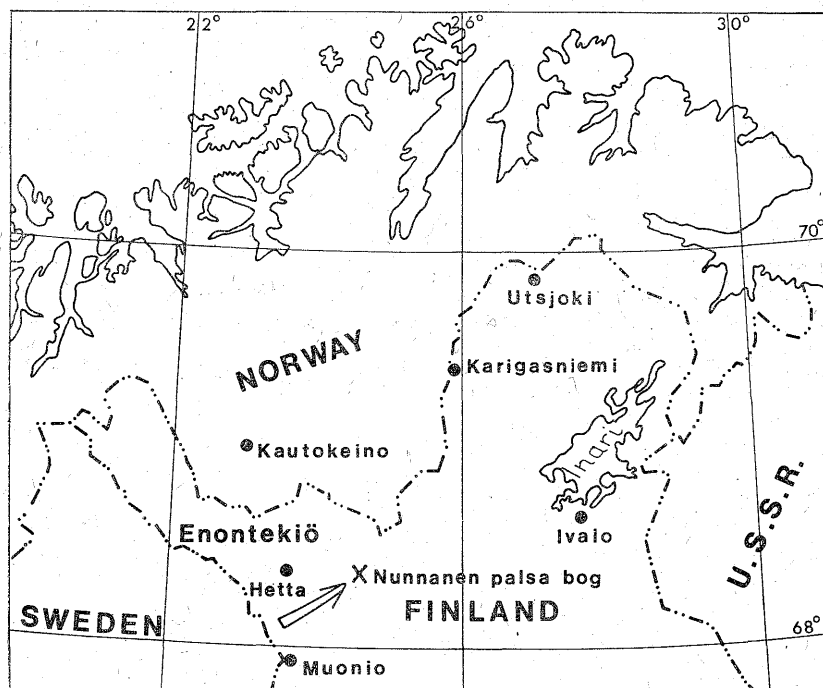 22°
26°
30°
70°
Utsjoki
NORWAY
Karigasniemi
Kautokeino
Inari
U.S.S.R.
Enontekiö
Ivalo
Hetta
Nunnanen palsa bog
SWEDEN
FINLAND
68°
Muonio